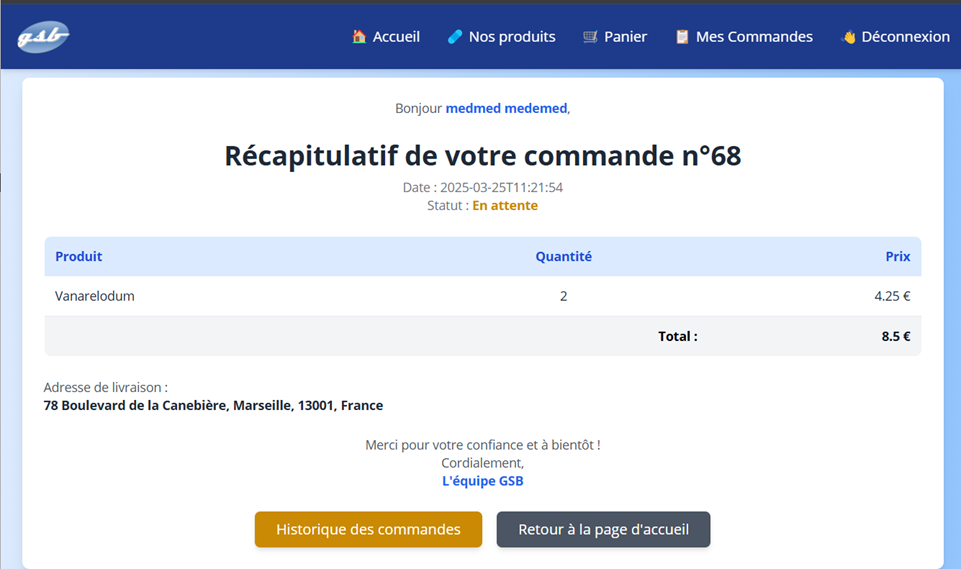 gsb
Accueil Nos produits Panier Mes Commandes Déconnexion
Bonjour medmed medemed,
Récapitulatif de votre commande n°68
Date : 2025-03-25T11:21:54
Statut : En attente
Produit Quantité Prix
Vanarelodum 2 4.25 €
Total : 8.5 €
Adresse de livraison :
78 Boulevard de la Canebière, Marseille, 13001, France
Merci pour votre confiance et à bientôt !
Cordialement,
L'équipe GSB
Historique des commandes Retour à la page d'accueil